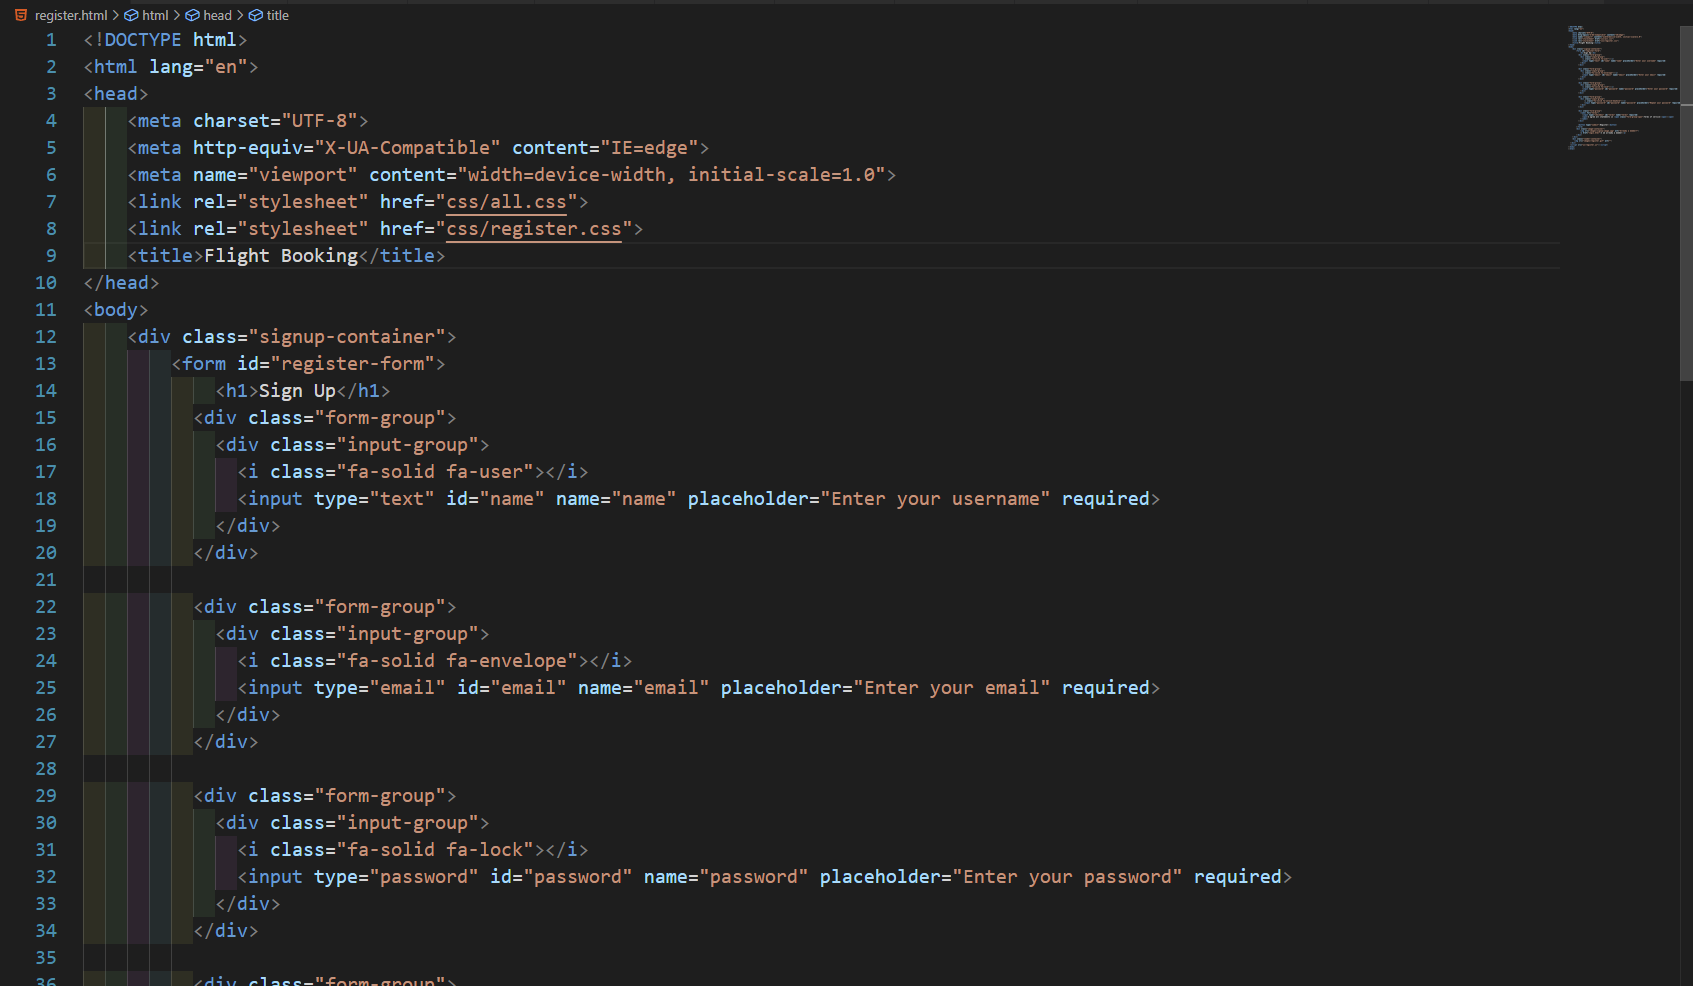 register.html > html > head > title
1 <!DOCTYPE html>
2 <html lang="en">
3 <head>
4 <meta charset="UTF-8">
5 <meta http-equiv="X-UA-Compatible" content="IE=edge">
6 <meta name="viewport" content="width=device-width, initial-scale=1.0">
7 <link rel="stylesheet" href="css/all.css">
8 <link rel="stylesheet" href="css/register.css">
9 <title>Flight Booking</title>
10 </head>
11 <body>
12 <div class="signup-container">
13 <form id="register-form">
14 <h1>Sign Up</h1>
15 <div class="form-group">
16 <div class="input-group">
17 <i class="fa-solid fa-user"></i>
18 <input type="text" id="name" name="name" placeholder="Enter your username" required>
19 </div>
20 </div>
21
22 <div class="form-group">
23 <div class="input-group">
24 <i class="fa-solid fa-envelope"></i>
25 <input type="email" id="email" name="email" placeholder="Enter your email" required>
26 </div>
27 </div>
28
29 <div class="form-group">
30 <div class="input-group">
31 <i class="fa-solid fa-lock"></i>
32 <input type="password" id="password" name="password" placeholder="Enter your password" required>
33 </div>
34 </div>
35
36 <div class="form-group">